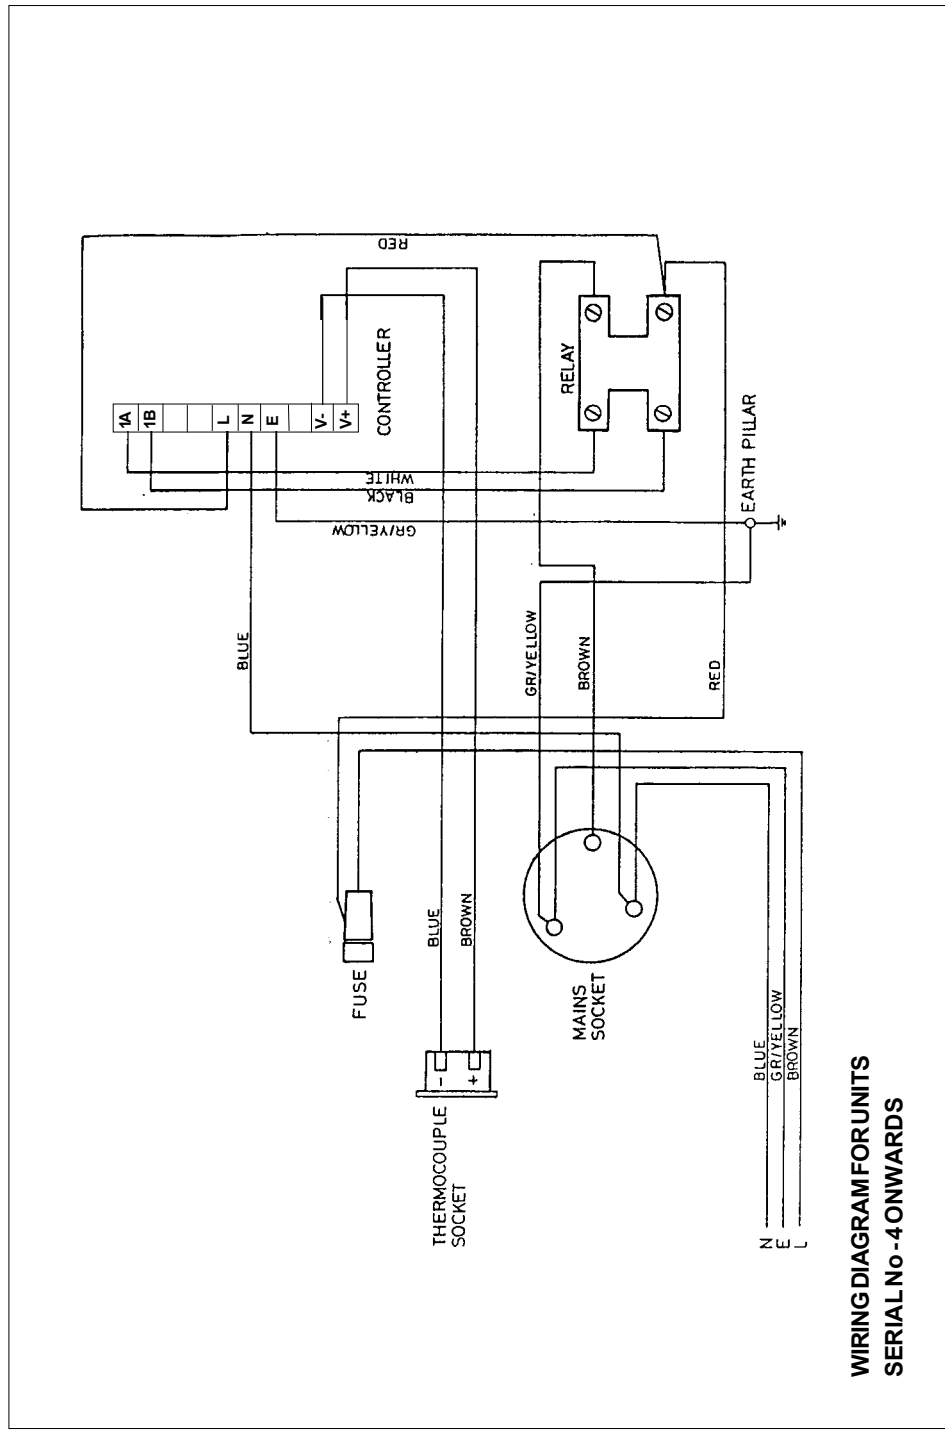 RED
1A
1B
L
N
E
V-
V+
CONTROLLER
RELAY
WHITE
BLACK
GR/YELLOW
EARTH PILLAR
BLUE
GR/YELLOW
BROWN
RED
FUSE
BLUE
BROWN
MAINS
SOCKET
-
+
THERMOCOUPLE
SOCKET
BLUE
GR/YELLOW
BROWN
N
E
L
WIRING DIAGRAM FOR UNITS
SERIAL No - 4 ONWARDS